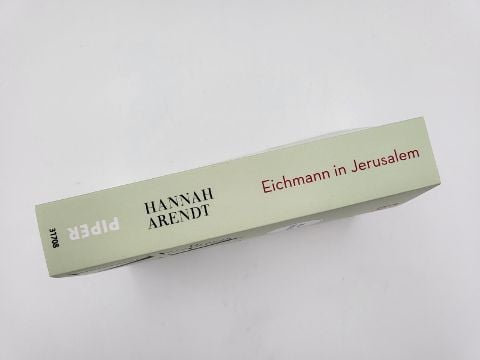 31708
PIPER
HANNAH
ARENDT
Eichmann in Jerusalem